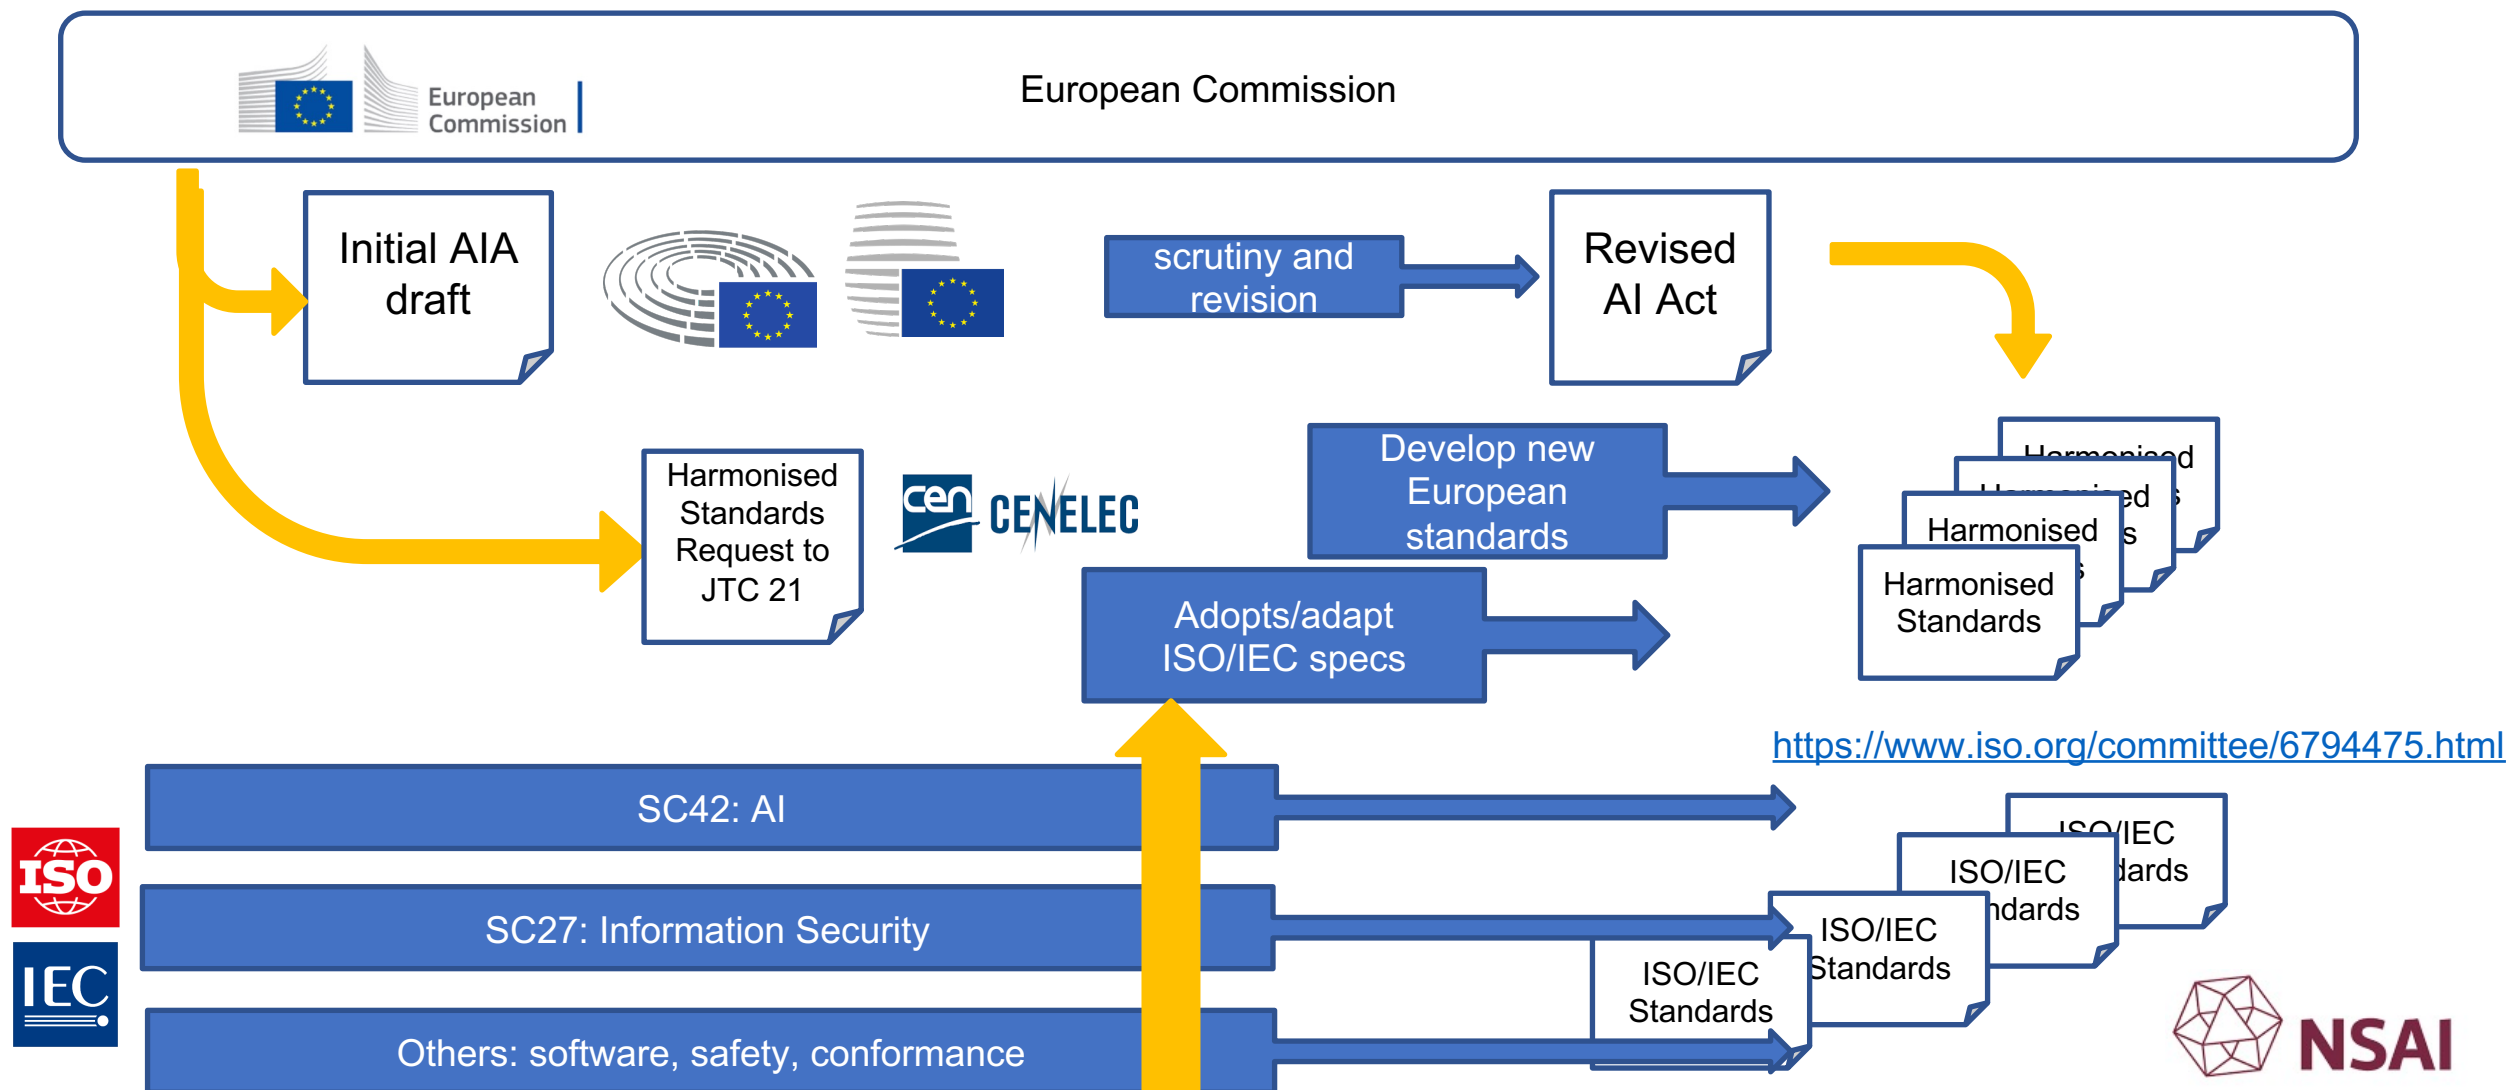 European
Commission
European Commission
Initial AIA
draft
scrutiny and
revision
Revised
AI Act
Harmonised
Standards
Request to
JTC 21
cen
CENELEC
Develop new
European
standards
Adopts/adapt
ISO/IEC specs
Harmonised
Harmonised
Harmonised
Harmonised
Standards
https://www.iso.org/committee/6794475.html
SC42: AI
ISO
SC27: Information Security
IEC
Others: software, safety, conformance
ISO/IEC
ISO/IEC
ISO/IEC
Standards
ISO/IEC
Standards
NSAI